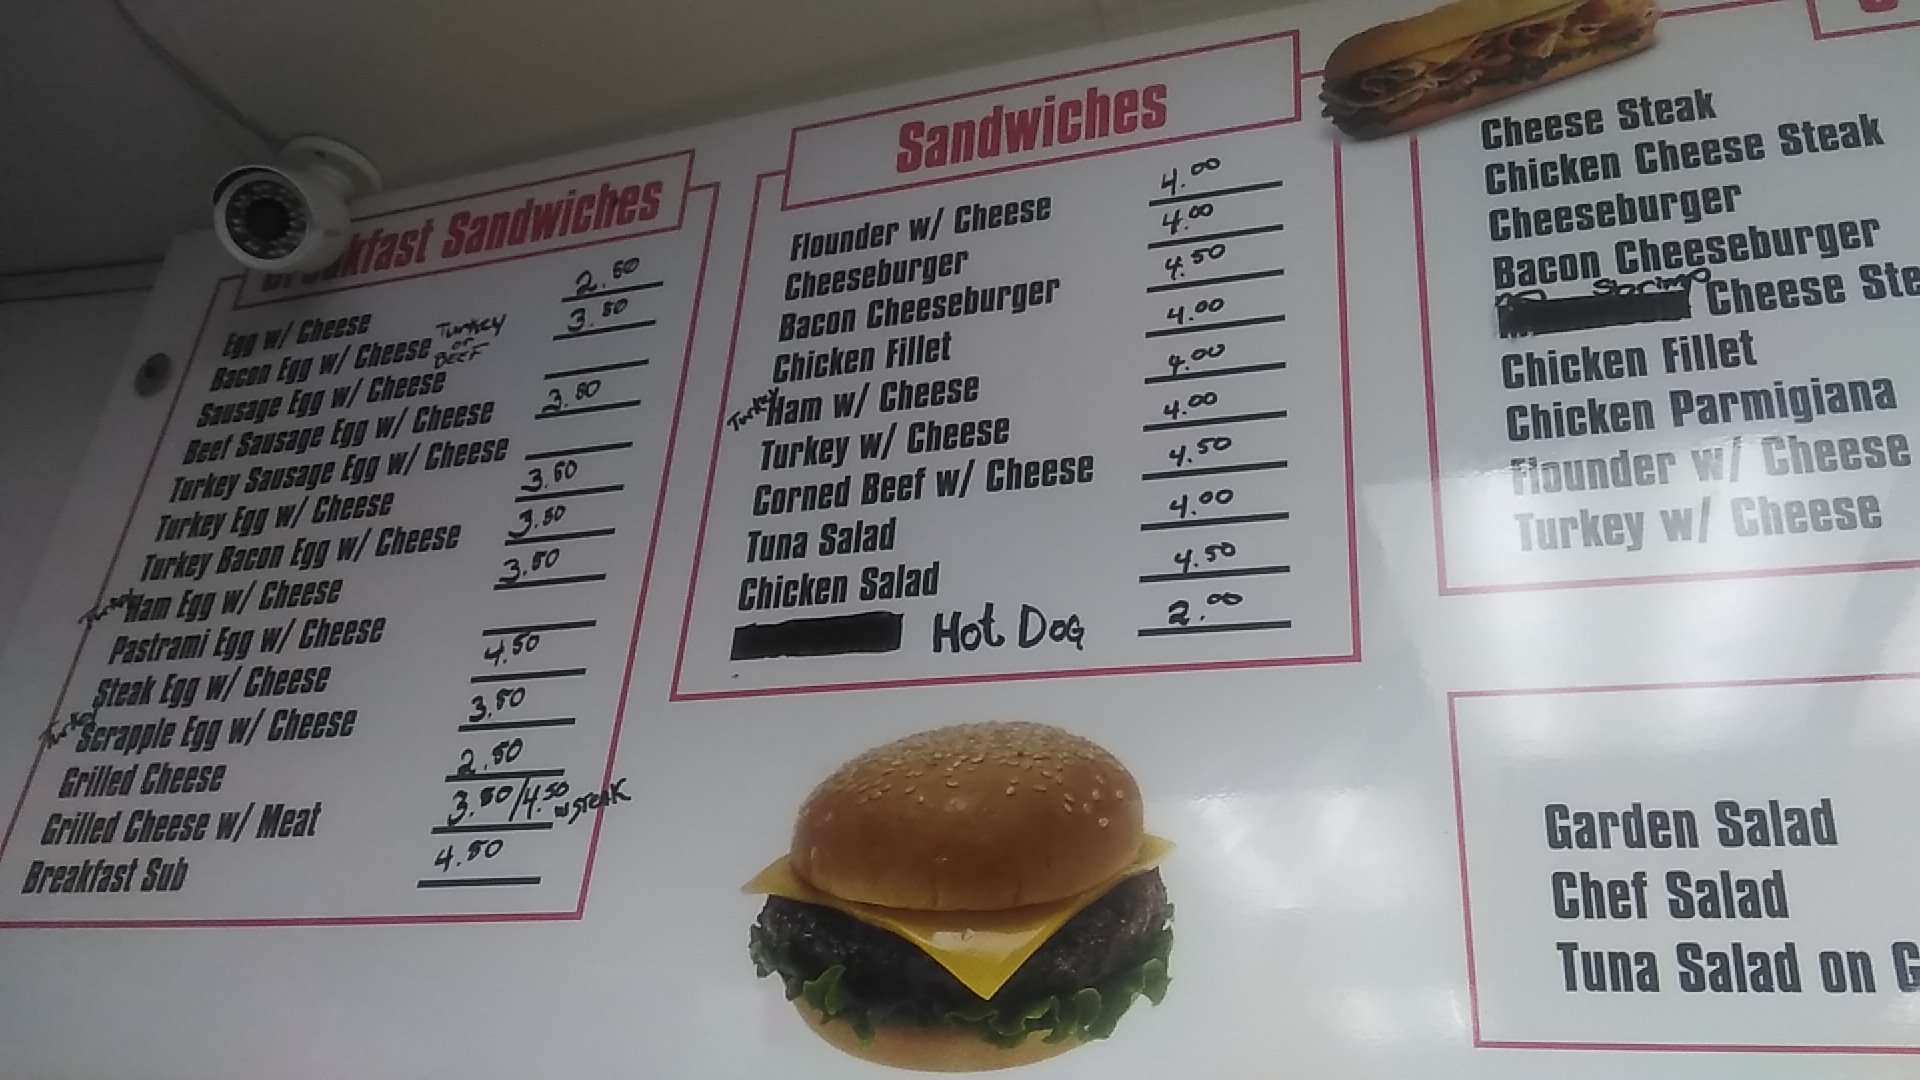 Breakfast Sandwiches
Egg w/ Cheese 2.50
Bacon Egg w/ Cheese Turkey or BEEF 3.50
Sausage Egg w/ Cheese
Beef Sausage Egg w/ Cheese 3.50
Turkey Sausage Egg w/ Cheese
Turkey Egg w/ Cheese 3.50
Turkey Bacon Egg w/ Cheese 3.50
Turkey Ham Egg w/ Cheese 3.50
Pastrami Egg w/ Cheese
Steak Egg w/ Cheese 4.50
Turkey Scrapple Egg w/ Cheese 3.50
Grilled Cheese 2.50
Grilled Cheese w/ Meat 3.50/4.50 w STEAK
Breakfast Sub 4.50
Sandwiches
Flounder w/ Cheese 4.00
Cheeseburger 4.00
Bacon Cheeseburger 4.50
Chicken Fillet 4.00
Turkey Ham w/ Cheese 4.00
Turkey w/ Cheese 4.00
Corned Beef w/ Cheese 4.50
Tuna Salad 4.00
Chicken Salad 4.50
Hot Dog 2.00
Cheese Steak
Chicken Cheese Steak
Cheeseburger
Bacon Cheeseburger
Shrimp Cheese Ste
Chicken Fillet
Chicken Parmigiana
Flounder w/ Cheese
Turkey w/ Cheese
Garden Salad
Chef Salad
Tuna Salad on G